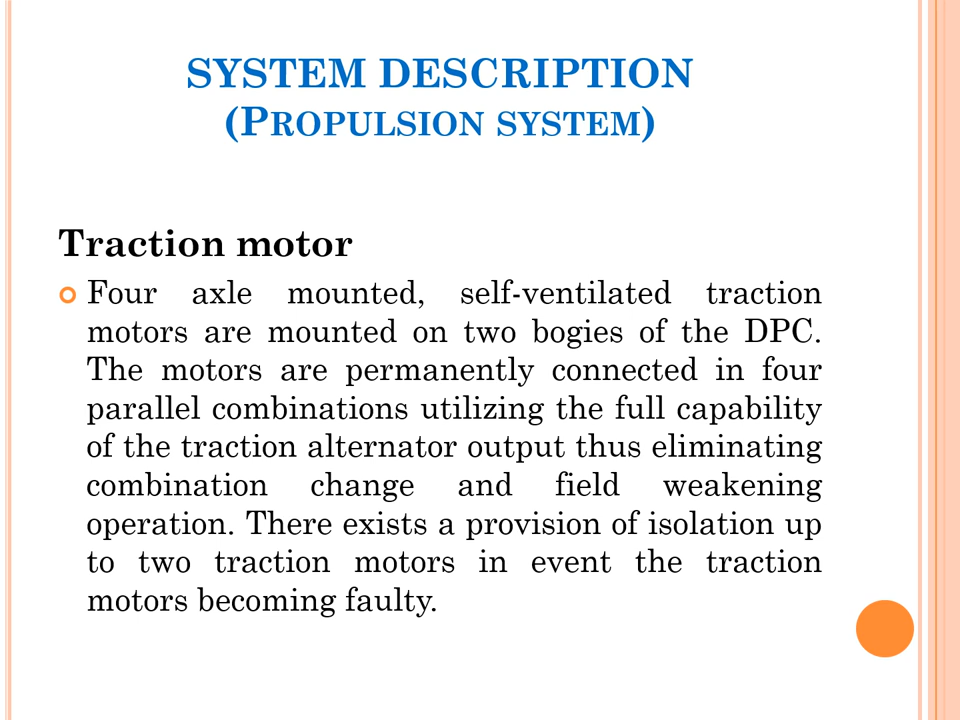 SYSTEM DESCRIPTION
(PROPULSION SYSTEM)
Traction motor
Four axle mounted, self-ventilated traction
motors are mounted on two bogies of the DPC.
The motors are permanently connected in four
parallel combinations utilizing the full capability
of the traction alternator output thus eliminating
combination change and field weakening
operation. There exists a provision of isolation up
to two traction motors in event the traction
motors becoming faulty.